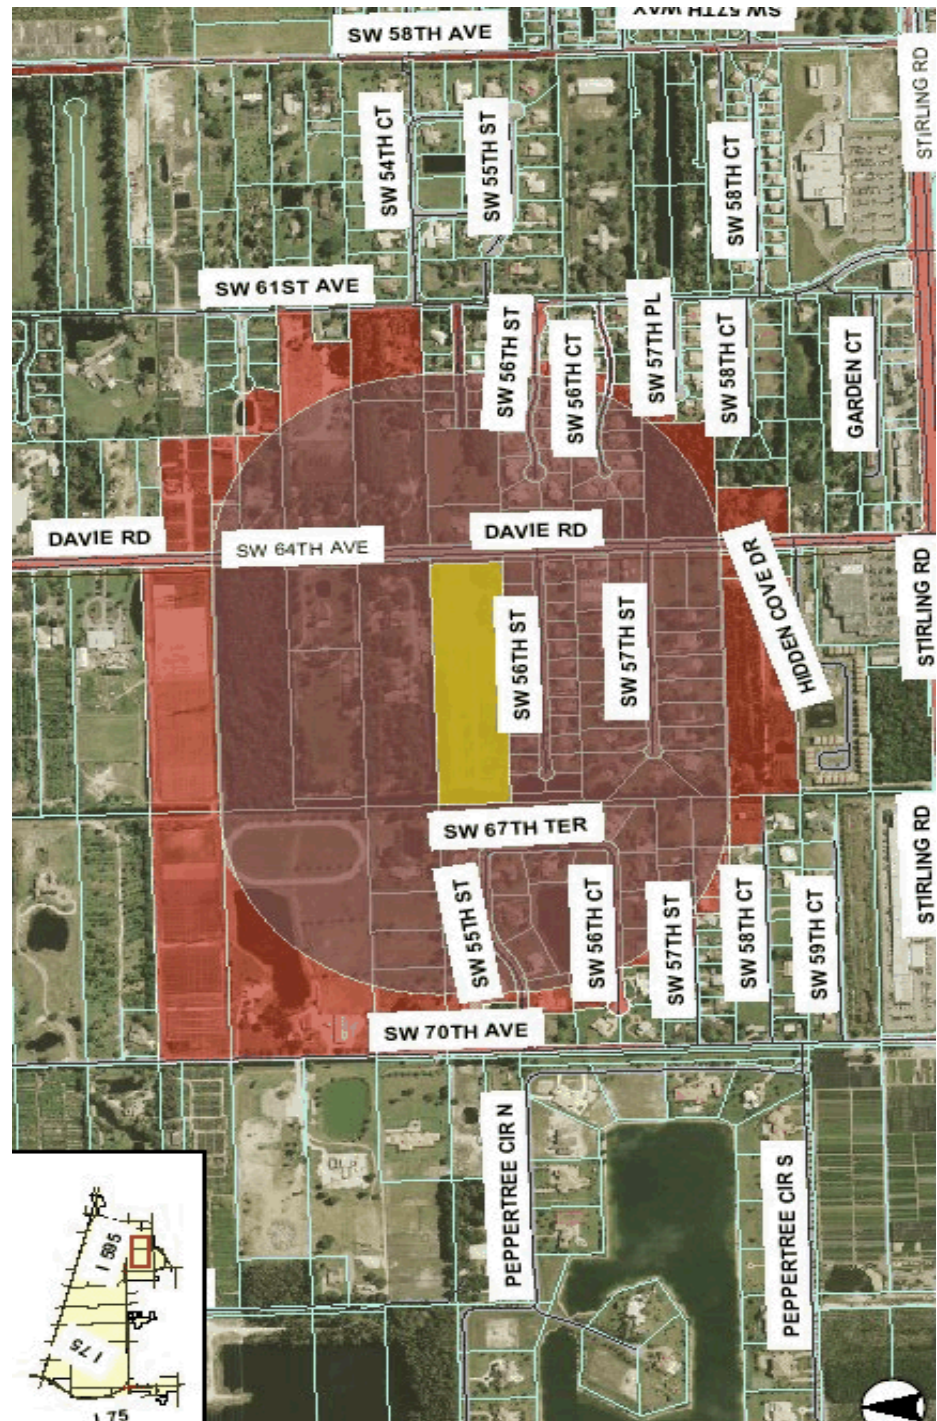 SW 57TH WAY
SW 58TH AVE
STIRLING RD
SW 54TH CT
SW 55TH ST
SW 58TH CT
SW 61ST AVE
SW 56TH ST
SW 56TH CT
SW 57TH PL
SW 58TH CT
GARDEN CT
DAVIE RD
SW 64TH AVE
DAVIE RD
HIDDEN COVE DR
STIRLING RD
SW 56TH ST
SW 57TH ST
SW 67TH TER
STIRLING RD
SW 55TH ST
SW 56TH CT
SW 57TH ST
SW 58TH CT
SW 59TH CT
SW 70TH AVE
PEPPERTREE CIR N
PEPPERTREE CIR S
I 595
I 75
I 75